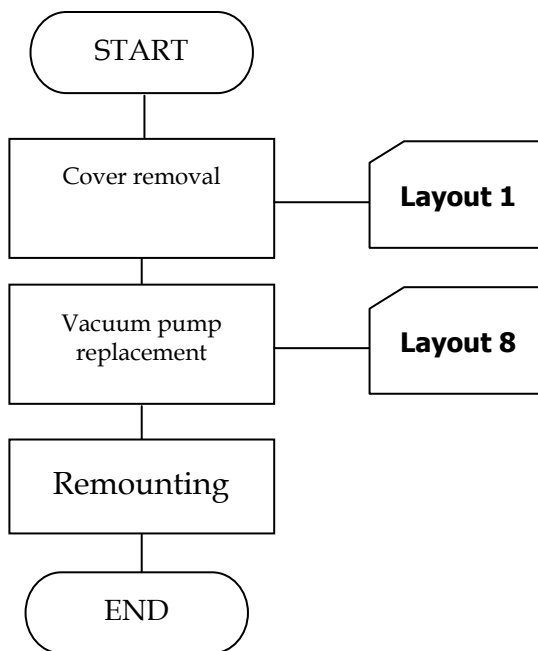 START
Cover removal
Layout 1
Vacuum pump
replacement
Layout 8
Remounting
END